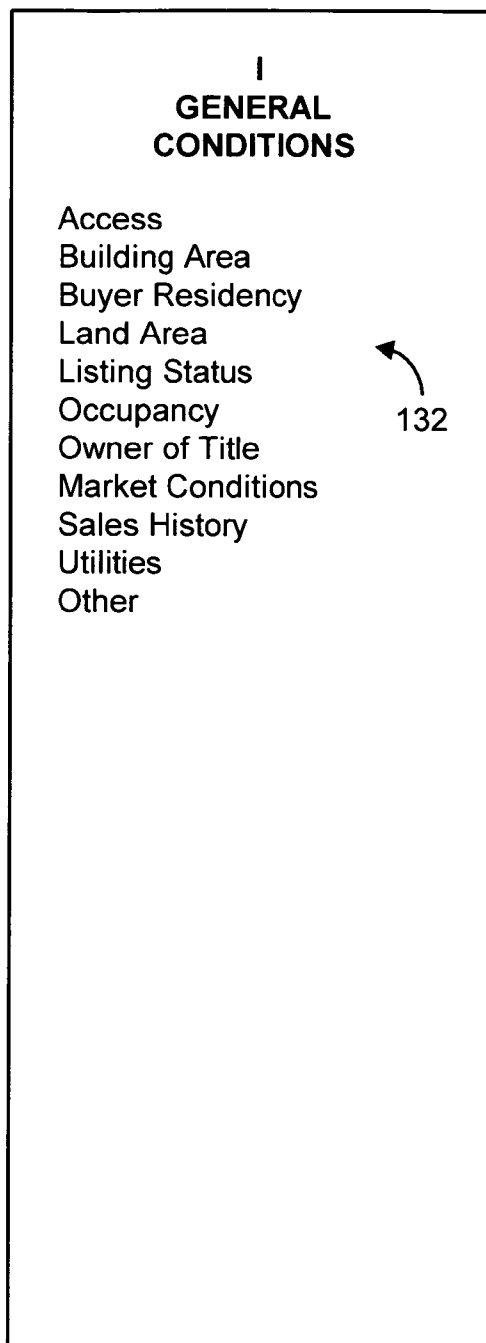 I
GENERAL
CONDITIONS
Access
Building Area
Buyer Residency
Land Area
Listing Status
Occupancy
132
Owner of Title
Market Conditions
Sales History
Utilities
Other